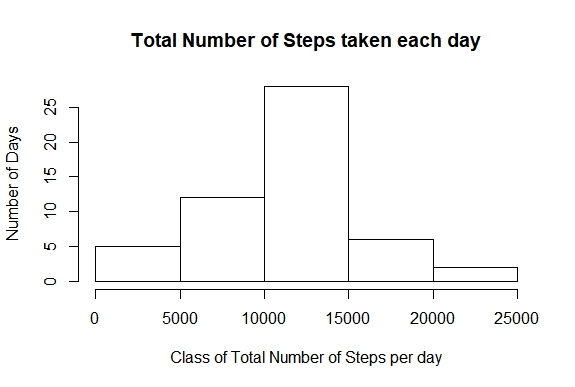 Total Number of Steps taken each day
Number of Days
25
20
15
10
5
0
0 5000 10000 15000 20000 25000
Class of Total Number of Steps per day